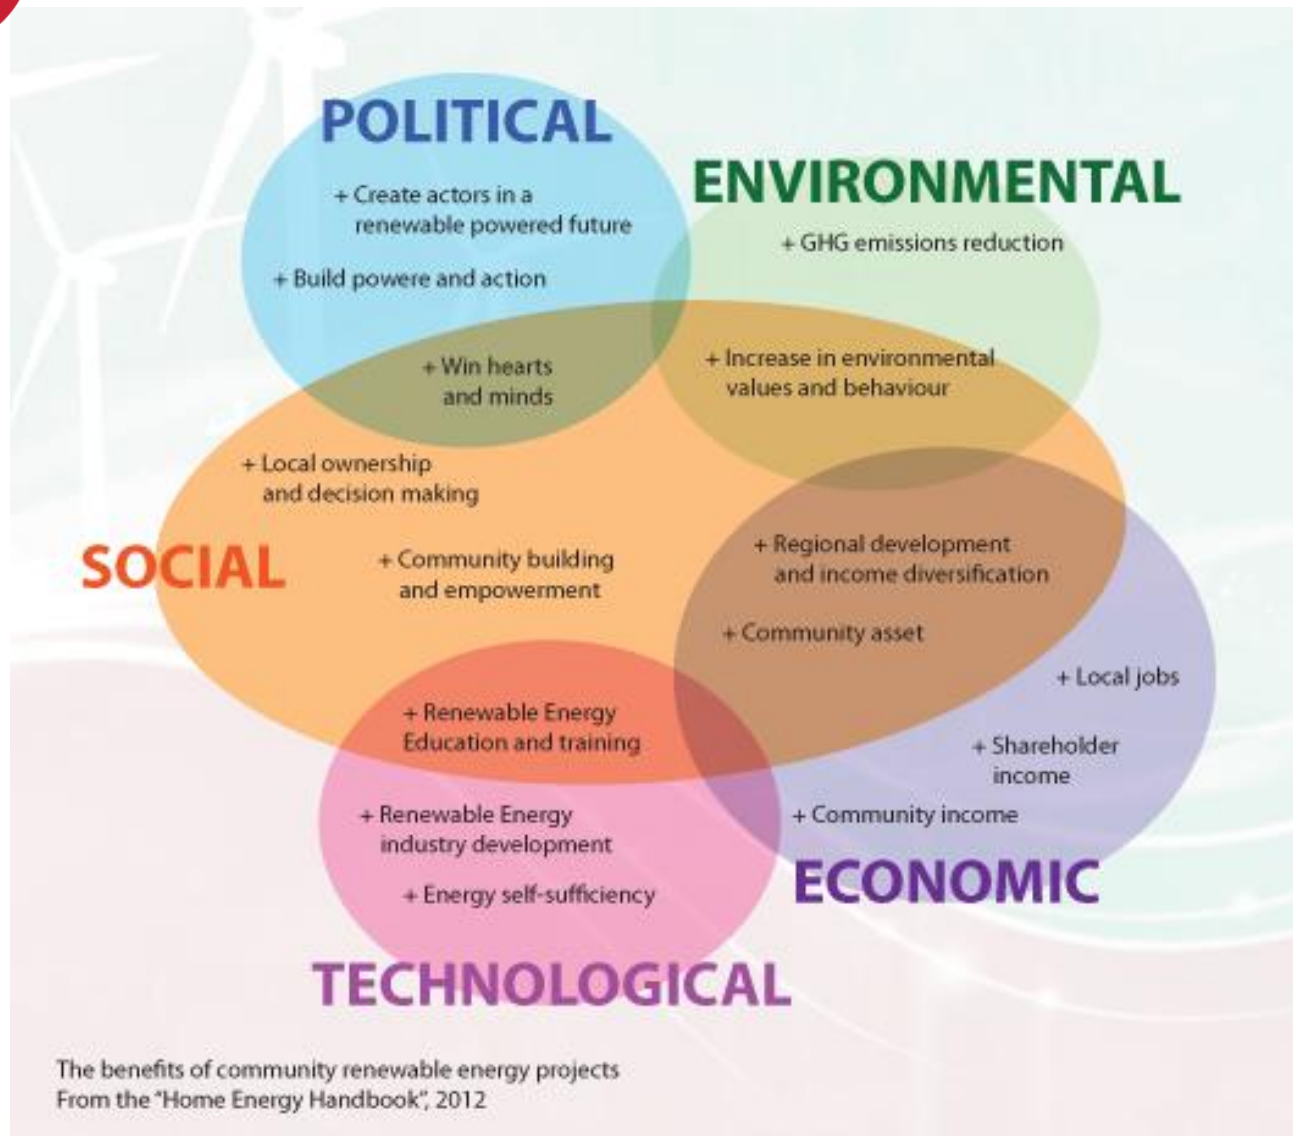 POLITICAL
+ Create actors in a
renewable powered future
+ Build powere and action
+ Win hearts
and minds
ENVIRONMENTAL
+ GHG emissions reduction
+ Increase in environmental
values and behaviour
SOCIAL
+ Local ownership
and decision making
+ Community building
and empowerment
+ Regional development
and income diversification
+ Community asset
+ Local jobs
+ Shareholder
income
+ Community income
ECONOMIC
+ Renewable Energy
Education and training
+ Renewable Energy
industry development
+ Energy self-sufficiency
TECHNOLOGICAL
The benefits of community renewable energy projects
From the "Home Energy Handbook", 2012